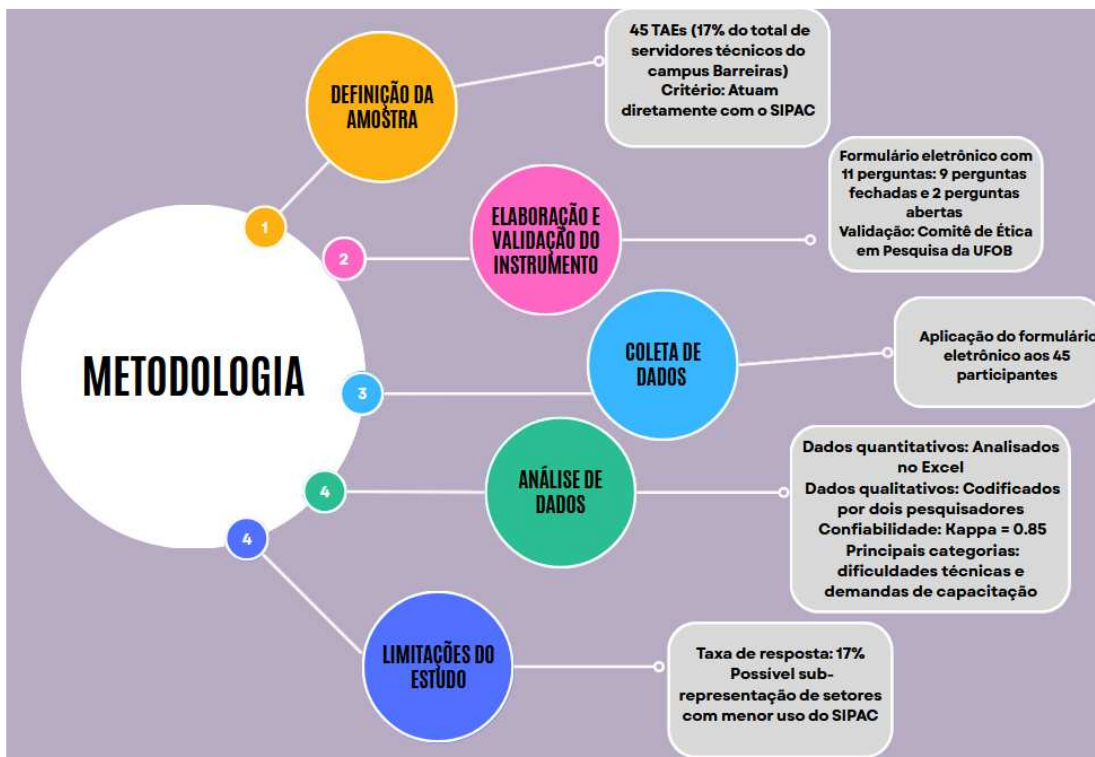 METODOLOGIA
1
DEFINIÇÃO DA
AMOSTRA
45 TAEs (17% do total de
servidores técnicos do
campus Barreiras)
Critério: Atuam
diretamente com o SIPAC
2
ELABORAÇÃO E
VALIDAÇÃO DO
INSTRUMENTO
Formulário eletrônico com
11 perguntas: 9 perguntas
fechadas e 2 perguntas
abertas
Validação: Comitê de Ética
em Pesquisa da UFOB
3
COLETA DE
DADOS
Aplicação do formulário
eletrônico aos 45
participantes
4
ANÁLISE DE
DADOS
Dados quantitativos: Analisados
no Excel
Dados qualitativos: Codificados
por dois pesquisadores
Confiabilidade: Kappa = 0.85
Principais categorias:
dificuldades técnicas e
demandas de capacitação
4
LIMITAÇÕES DO
ESTUDO
Taxa de resposta: 17%
Possível sub-
representação de setores
com menor uso do SIPAC